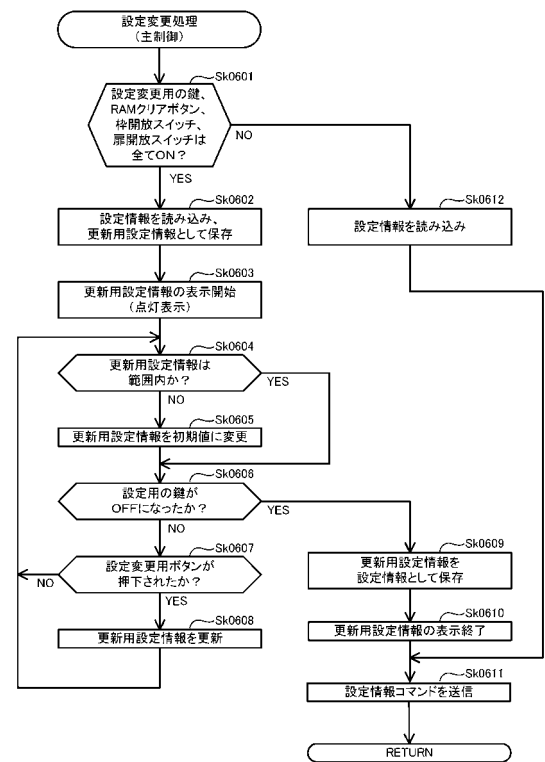 設定変更処理
（主制御）
Sk0601
設定変更用の鍵、
RAMクリアボタン、
枠開放スイッチ、
扉開放スイッチは
全てON？
NO
YES
Sk0602
設定情報を読み込み、
更新用設定情報として保存
Sk0612
設定情報を読み込み
Sk0603
更新用設定情報の表示開始
（点灯表示）
Sk0604
更新用設定情報は
範囲内か？
YES
NO
Sk0605
更新用設定情報を初期値に変更
Sk0606
設定用の鍵が
OFFになったか？
YES
NO
Sk0607
設定変更用ボタンが
押下されたか？
NO
YES
Sk0608
更新用設定情報を更新
Sk0609
更新用設定情報を
設定情報として保存
Sk0610
更新用設定情報の表示終了
Sk0611
設定情報コマンドを送信
RETURN